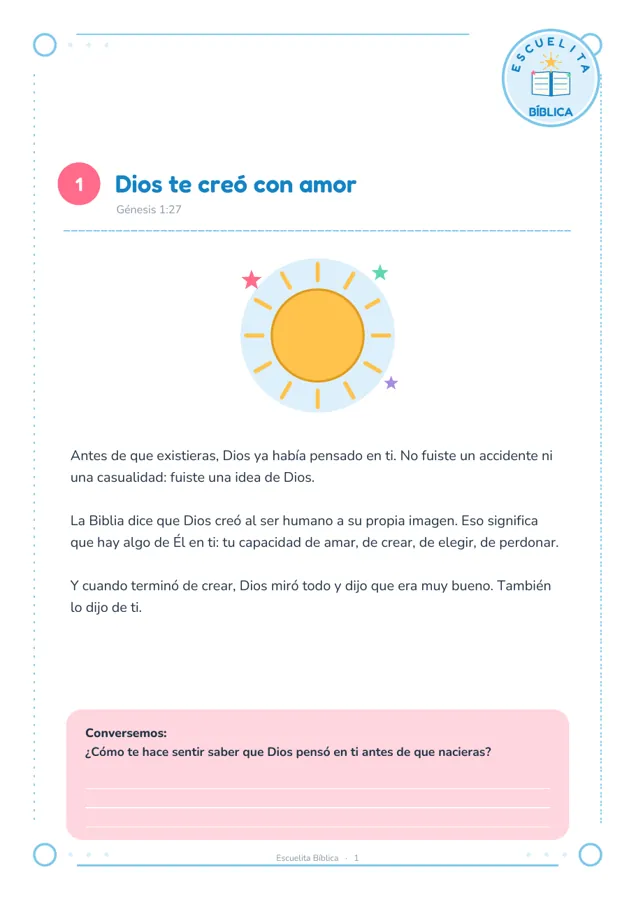 ESCUELITA
BÍBLICA
1
Dios te creó con amor
Génesis 1:27
Antes de que existieras, Dios ya había pensado en ti. No fuiste un accidente ni
una casualidad: fuiste una idea de Dios.
La Biblia dice que Dios creó al ser humano a su propia imagen. Eso significa
que hay algo de Él en ti: tu capacidad de amar, de crear, de elegir, de perdonar.
Y cuando terminó de crear, Dios miró todo y dijo que era muy bueno. También
lo dijo de ti.
Conversemos:
¿Cómo te hace sentir saber que Dios pensó en ti antes de que nacieras?
Escuelita Bíblica · 1